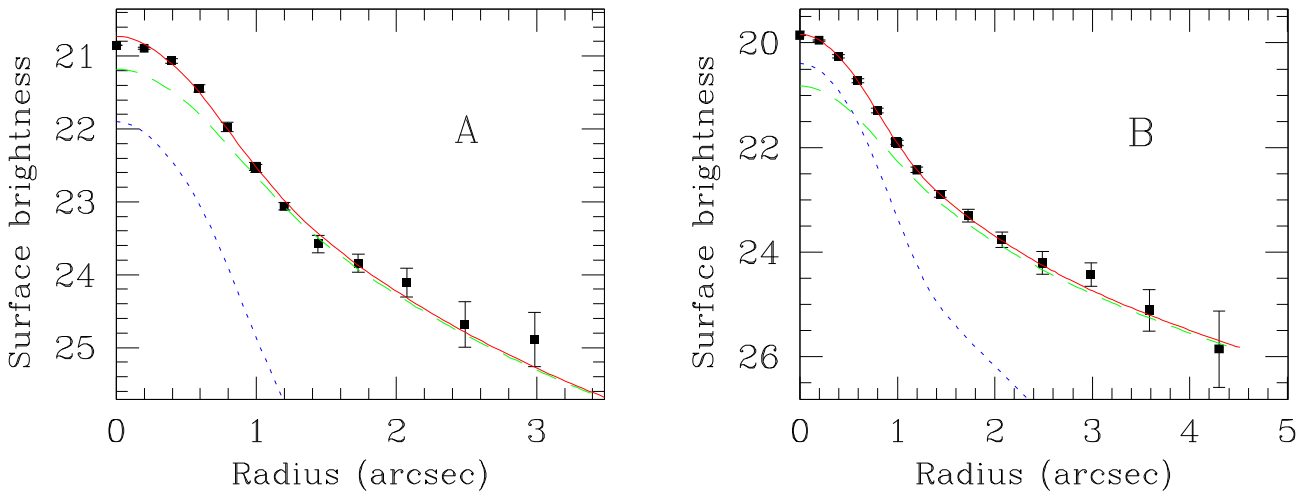 Surface brightness
21
22
23
24
25
A
0 1 2 3
Radius (arcsec)
Surface brightness
20
22
24
26
B
0 1 2 3 4 5
Radius (arcsec)